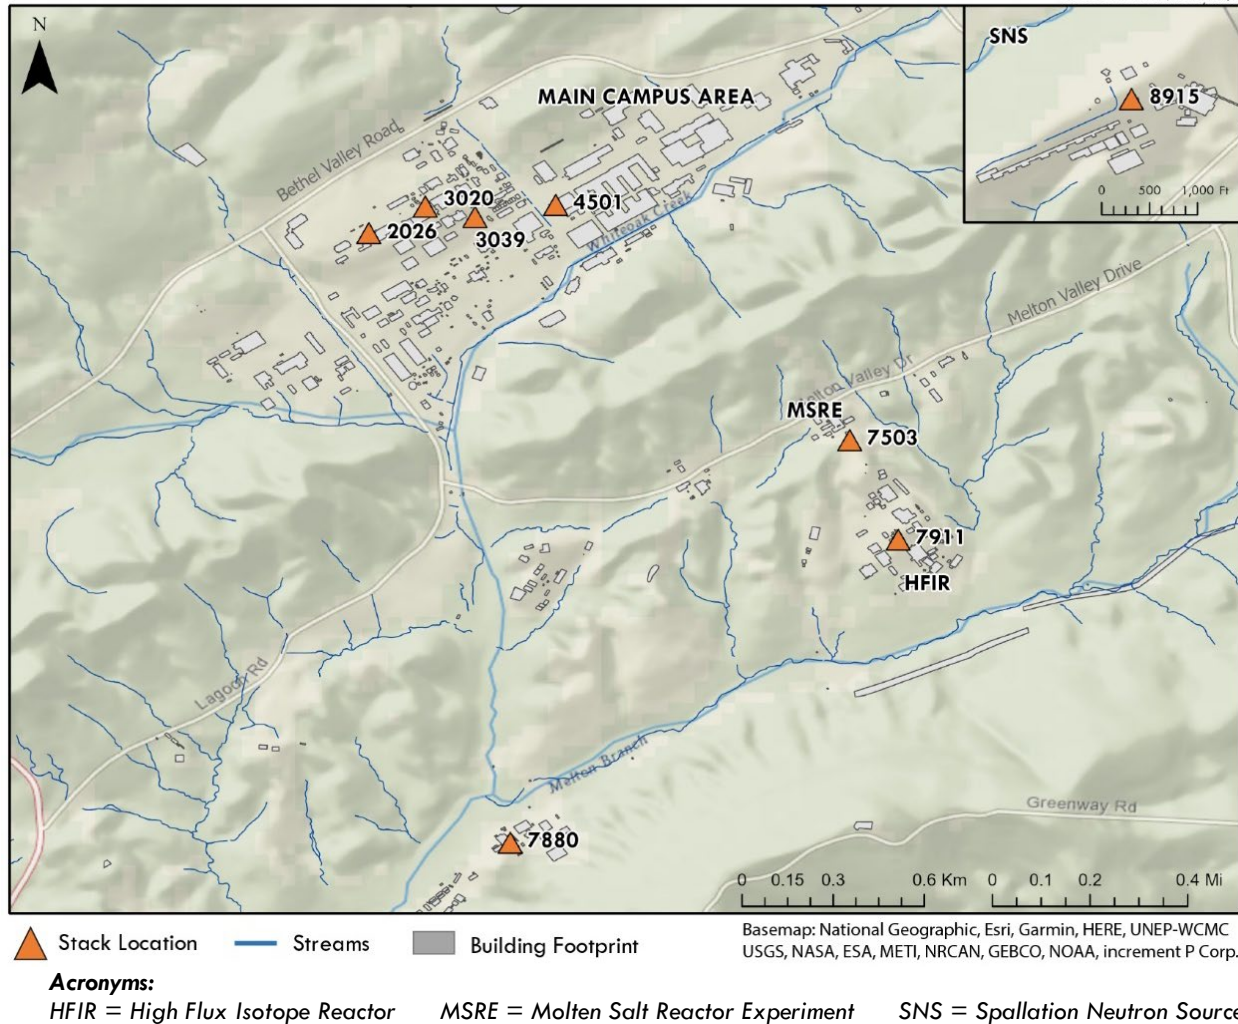 N
SNS
8915
0 500 1,000 Ft
MAIN CAMPUS AREA
Bethel Valley Road
3020
4501
2026
3039
Whiteoak Creek
Melton Valley Drive
elton Valley Dr
MSRE
7503
7911
HFIR
Lagoon Rd
Melton Branch
Greenway Rd
7880
0 0.15 0.3 0.6 Km 0 0.1 0.2 0.4 Mi
Stack Location Streams Building Footprint
Basemap: National Geographic, Esri, Garmin, HERE, UNEP-WCMC
USGS, NASA, ESA, METI, NRCAN, GEBCO, NOAA, increment P Corp.
Acronyms:
HFIR = High Flux Isotope Reactor MSRE = Molten Salt Reactor Experiment SNS = Spallation Neutron Source